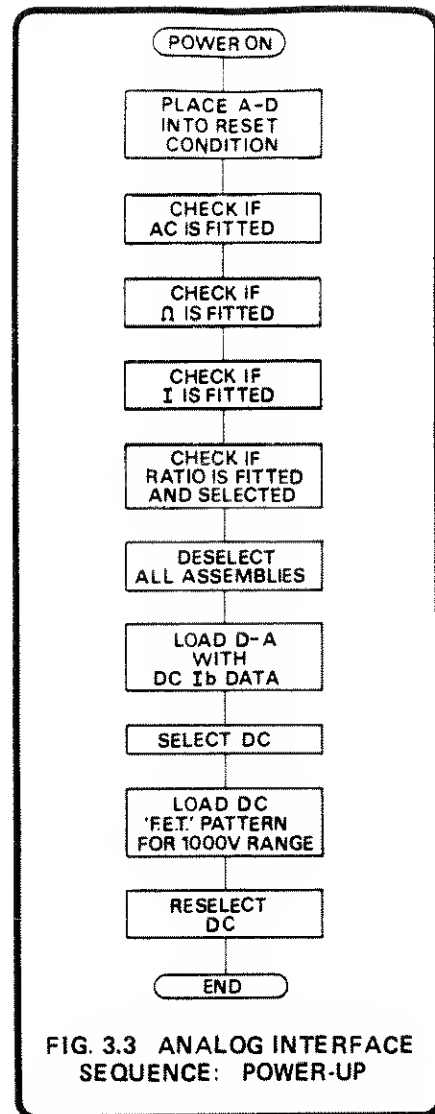 POWER ON
PLACE A-D
INTO RESET
CONDITION
CHECK IF
AC IS FITTED
CHECK IF
Ω IS FITTED
CHECK IF
I IS FITTED
CHECK IF
RATIO IS FITTED
AND SELECTED
DESELECT
ALL ASSEMBLIES
LOAD D-A
WITH
DC Ib DATA
SELECT DC
LOAD DC
'F.E.T.' PATTERN
FOR 1000V RANGE
RESELECT
DC
END
FIG. 3.3 ANALOG INTERFACE
SEQUENCE: POWER-UP